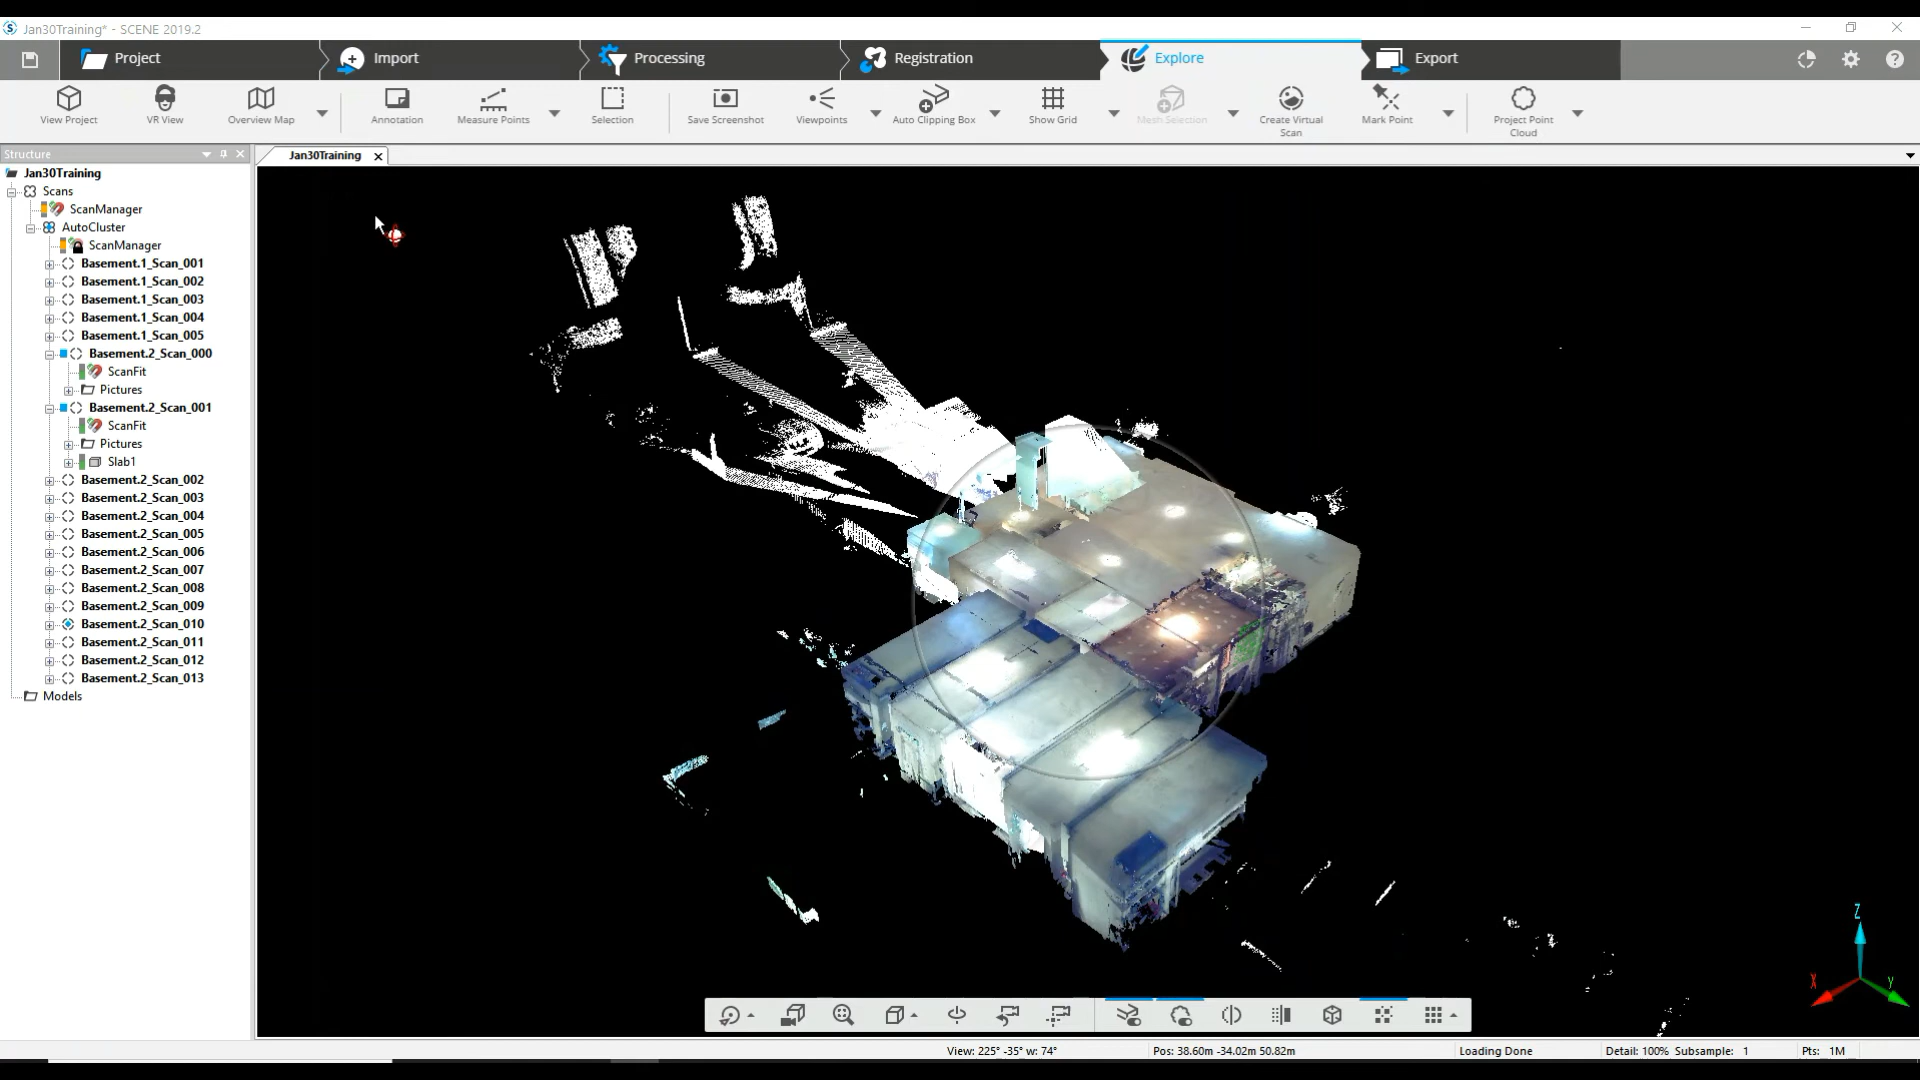 Jan30Training* - SCENE 2019.2
Project
Import
Processing
Registration
Explore
Export
View Project
VR View
Overview Map
Annotation
Measure Points
Selection
Save Screenshot
Viewpoints
Auto Clipping Box
Show Grid
Mesh Selection
Create Virtual
Scan
Mark Point
Project Point
Cloud
Structure
Jan30Training
Jan30Training
Scans
ScanManager
AutoCluster
ScanManager
Basement.1_Scan_001
Basement.1_Scan_002
Basement.1_Scan_003
Basement.1_Scan_004
Basement.1_Scan_005
Basement.2_Scan_000
ScanFit
Pictures
Basement.2_Scan_001
ScanFit
Pictures
Slab1
Basement.2_Scan_002
Basement.2_Scan_003
Basement.2_Scan_004
Basement.2_Scan_005
Basement.2_Scan_006
Basement.2_Scan_007
Basement.2_Scan_008
Basement.2_Scan_009
Basement.2_Scan_010
Basement.2_Scan_011
Basement.2_Scan_012
Basement.2_Scan_013
Models
Z
X
Y
View: 225° -35° w: 74°
Pos: 38.60m -34.02m 50.82m
Loading Done
Detail: 100% Subsample: 1
Pts: 1M